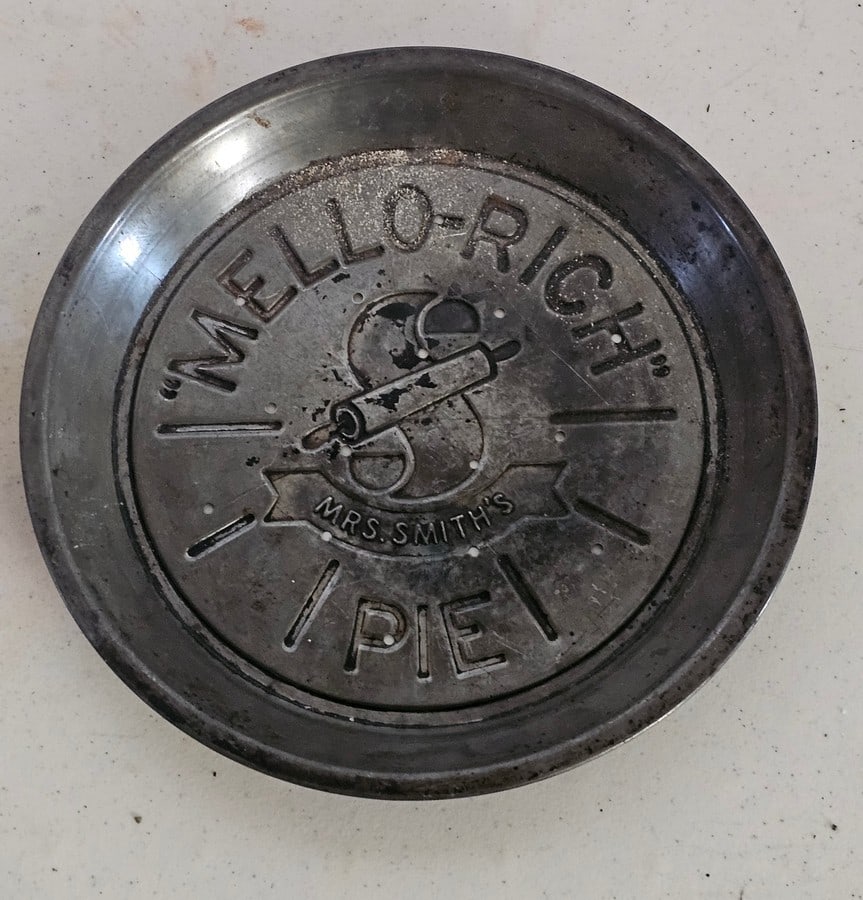 "MELLO-RICH"
S
MRS. SMITH'S
PIE